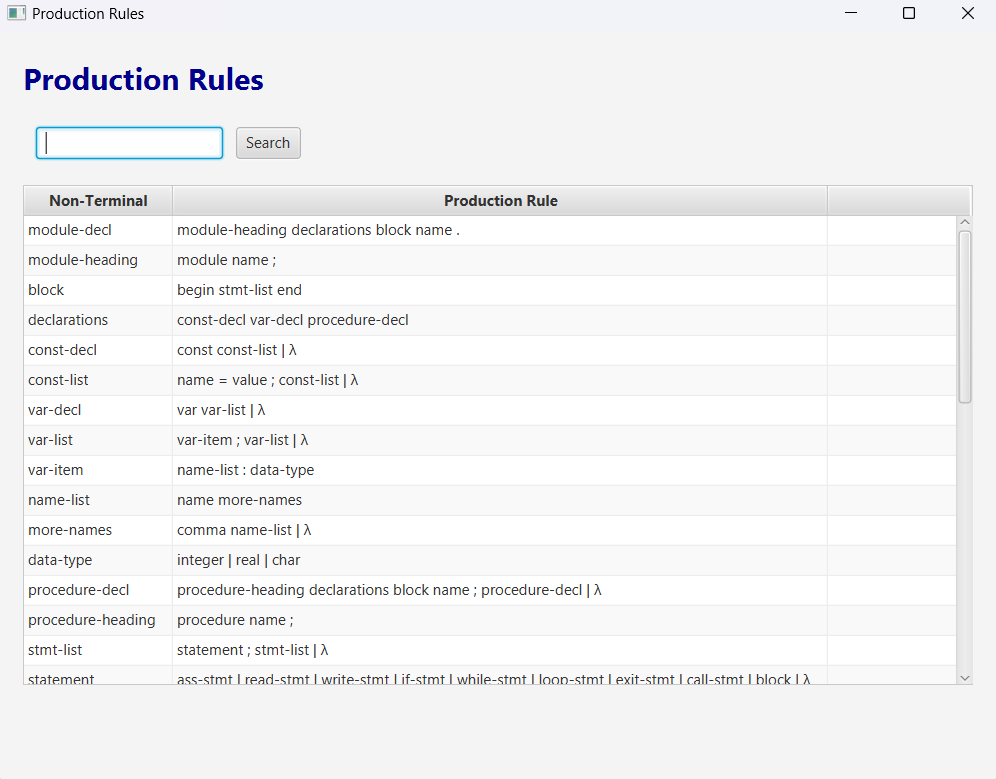 Production Rules
Production Rules
Search
Non-Terminal Production Rule
module-decl module-heading declarations block name .
module-heading module name ;
block begin stmt-list end
declarations const-decl var-decl procedure-decl
const-decl const const-list | λ
const-list name = value ; const-list | λ
var-decl var var-list | λ
var-list var-item ; var-list | λ
var-item name-list : data-type
name-list name more-names
more-names comma name-list | λ
data-type integer | real | char
procedure-decl procedure-heading declarations block name ; procedure-decl | λ
procedure-heading procedure name ;
stmt-list statement ; stmt-list | λ
statement ass-stmt | read-stmt | write-stmt | if-stmt | while-stmt | loop-stmt | exit-stmt | call-stmt | block | λ